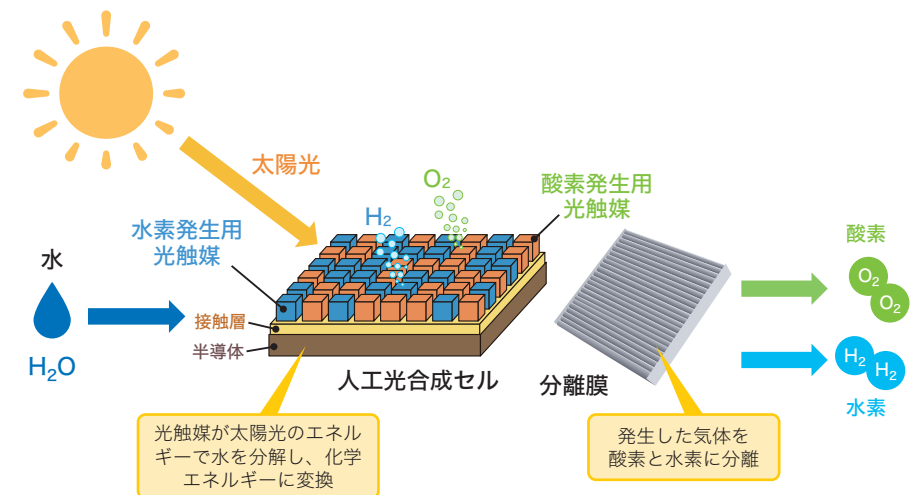 太陽光
O₂
H₂
酸素発生用
光触媒
水素発生用
光触媒
水
H₂O
接触層
半導体
人工光合成セル
分離膜
酸素
O₂
O₂
H₂
H₂
水素
光触媒が太陽光のエネル
ギーで水を分解し、化学
エネルギーに変換
発生した気体を
酸素と水素に分離